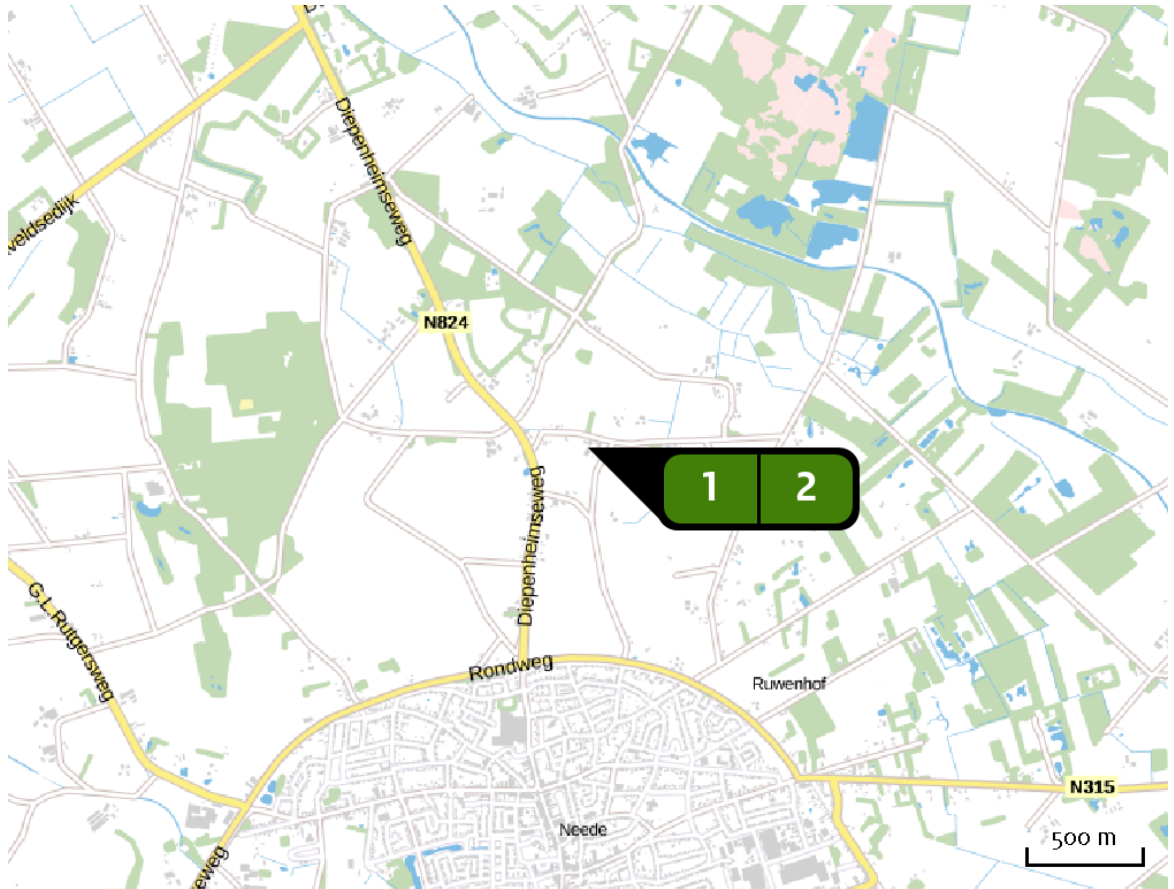 Diepenheimseweg
veldsedijk
N824
1 2
Diepenheimseweg
G.L. Rutgersweg
Rondweg
Ruwenhof
N315
Neede
500 m
eweg